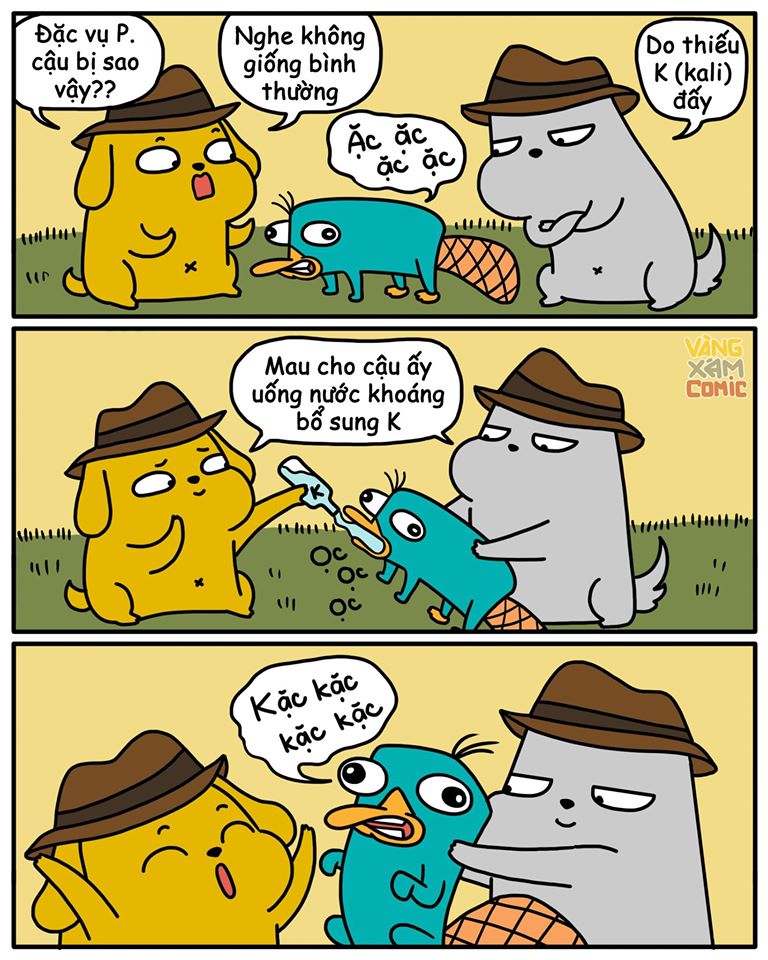 Đặc vụ P.
cậu bị sao
vậy??
Nghe không
giống bình
thường
Ặc ặc
ặc ặc
Do thiếu
K (kali)
đấy
Mau cho cậu ấy
uống nước khoáng
bổ sung K
VÀNG
XÁM
COMIC
K
Ọc
Ọc
Ọc
Kặc kặc
kặc kặc